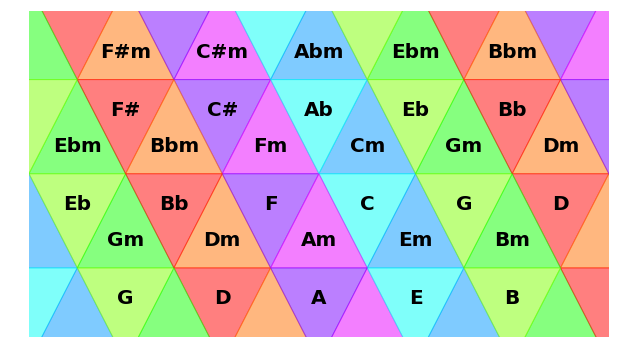 F#m C#m Abm Ebm Bbm
F# C# Ab Eb Bb
Ebm Bbm Fm Cm Gm Dm
Eb Bb F C G D
Gm Dm Am Em Bm
G D A E B